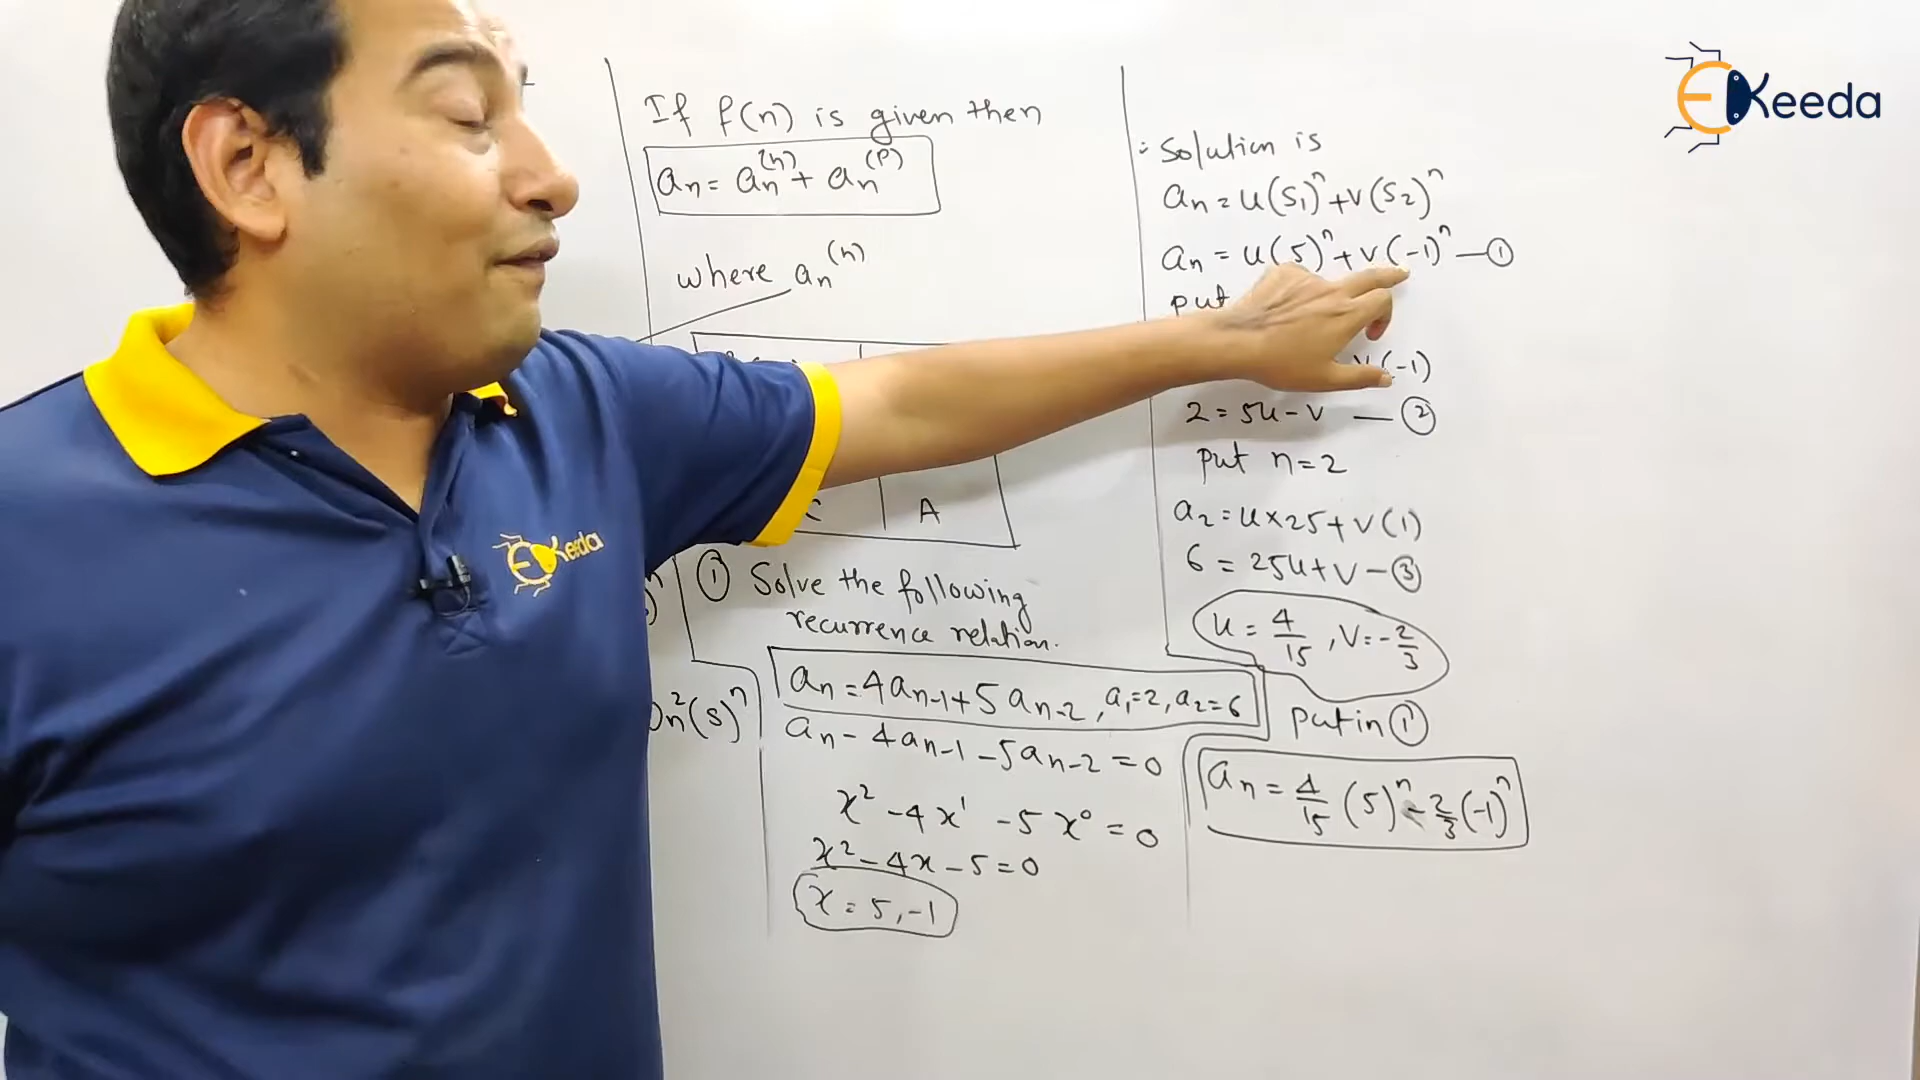 If f(n) is given then
aₙ = aₙ⁽ʰ⁾ + aₙ⁽ᴾ⁾
where aₙ⁽ʰ⁾
A
① Solve the following
recurrence relation.
aₙ = 4aₙ₋₁ + 5aₙ₋₂, a₁=2, a₂=6
aₙ - 4aₙ₋₁ - 5aₙ₋₂ = 0
x² - 4x¹ - 5x⁰ = 0
x² - 4x - 5 = 0
x = 5, -1
n²(s)ⁿ
∴ Solution is
aₙ = u(s₁)ⁿ + v(s₂)ⁿ
aₙ = u(5)ⁿ + v(-1)ⁿ — ①
put
(-1)
2 = 5u - v — ②
put n = 2
a₂ = u×25 + v(1)
6 = 25u + v — ③
u = 4/15, v = -2/3
put in ①
aₙ = 4/15 (5)ⁿ - 2/3 (-1)ⁿ
EKeeda
EKeeda